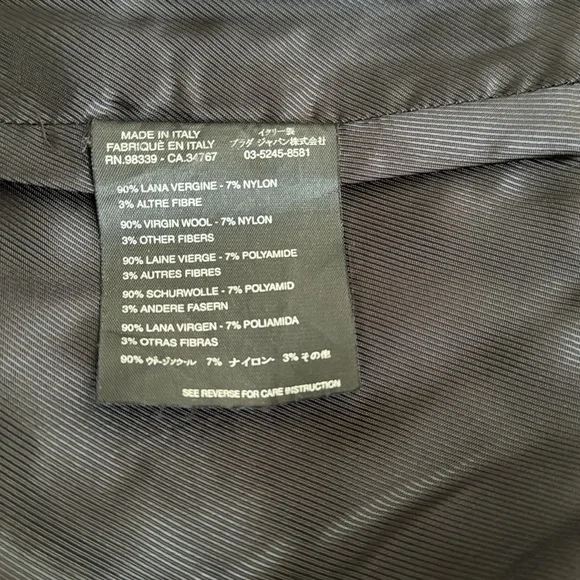 MADE IN ITALY
FABRIQUÉ EN ITALY
RN.98339 - CA.34767
イタリー製
プラダ ジャパン株式会社
03-5245-8581
90% LANA VERGINE - 7% NYLON
3% ALTRE FIBRE
90% VIRGIN WOOL - 7% NYLON
3% OTHER FIBERS
90% LAINE VIERGE - 7% POLYAMIDE
3% AUTRES FIBRES
90% SCHURWOLLE - 7% POLYAMID
3% ANDERE FASERN
90% LANA VIRGEN - 7% POLIAMIDA
3% OTRAS FIBRAS
90% ヴァージンウール 7% ナイロン- 3% その他
SEE REVERSE FOR CARE INSTRUCTION